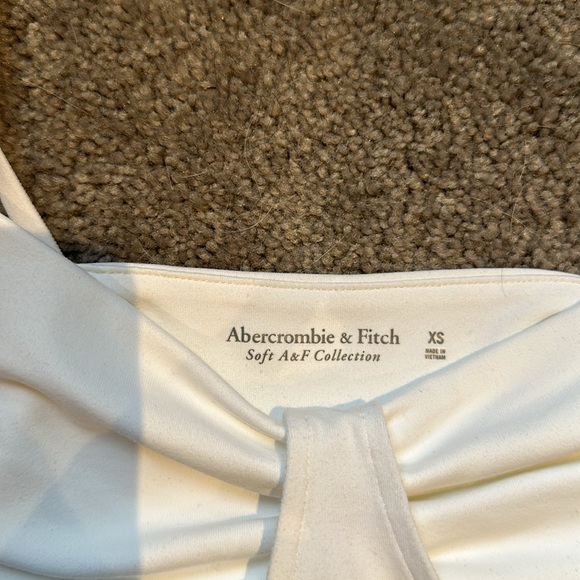 Abercrombie & Fitch
Soft A&F Collection
XS
MADE IN
VIETNAM